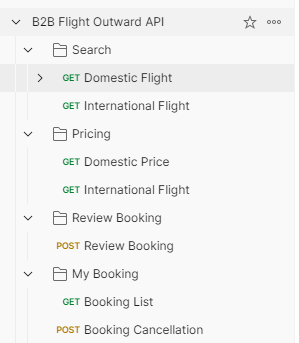 B2B Flight Outward API
Search
GET Domestic Flight
GET International Flight
Pricing
GET Domestic Price
GET International Flight
Review Booking
POST Review Booking
My Booking
GET Booking List
POST Booking Cancellation